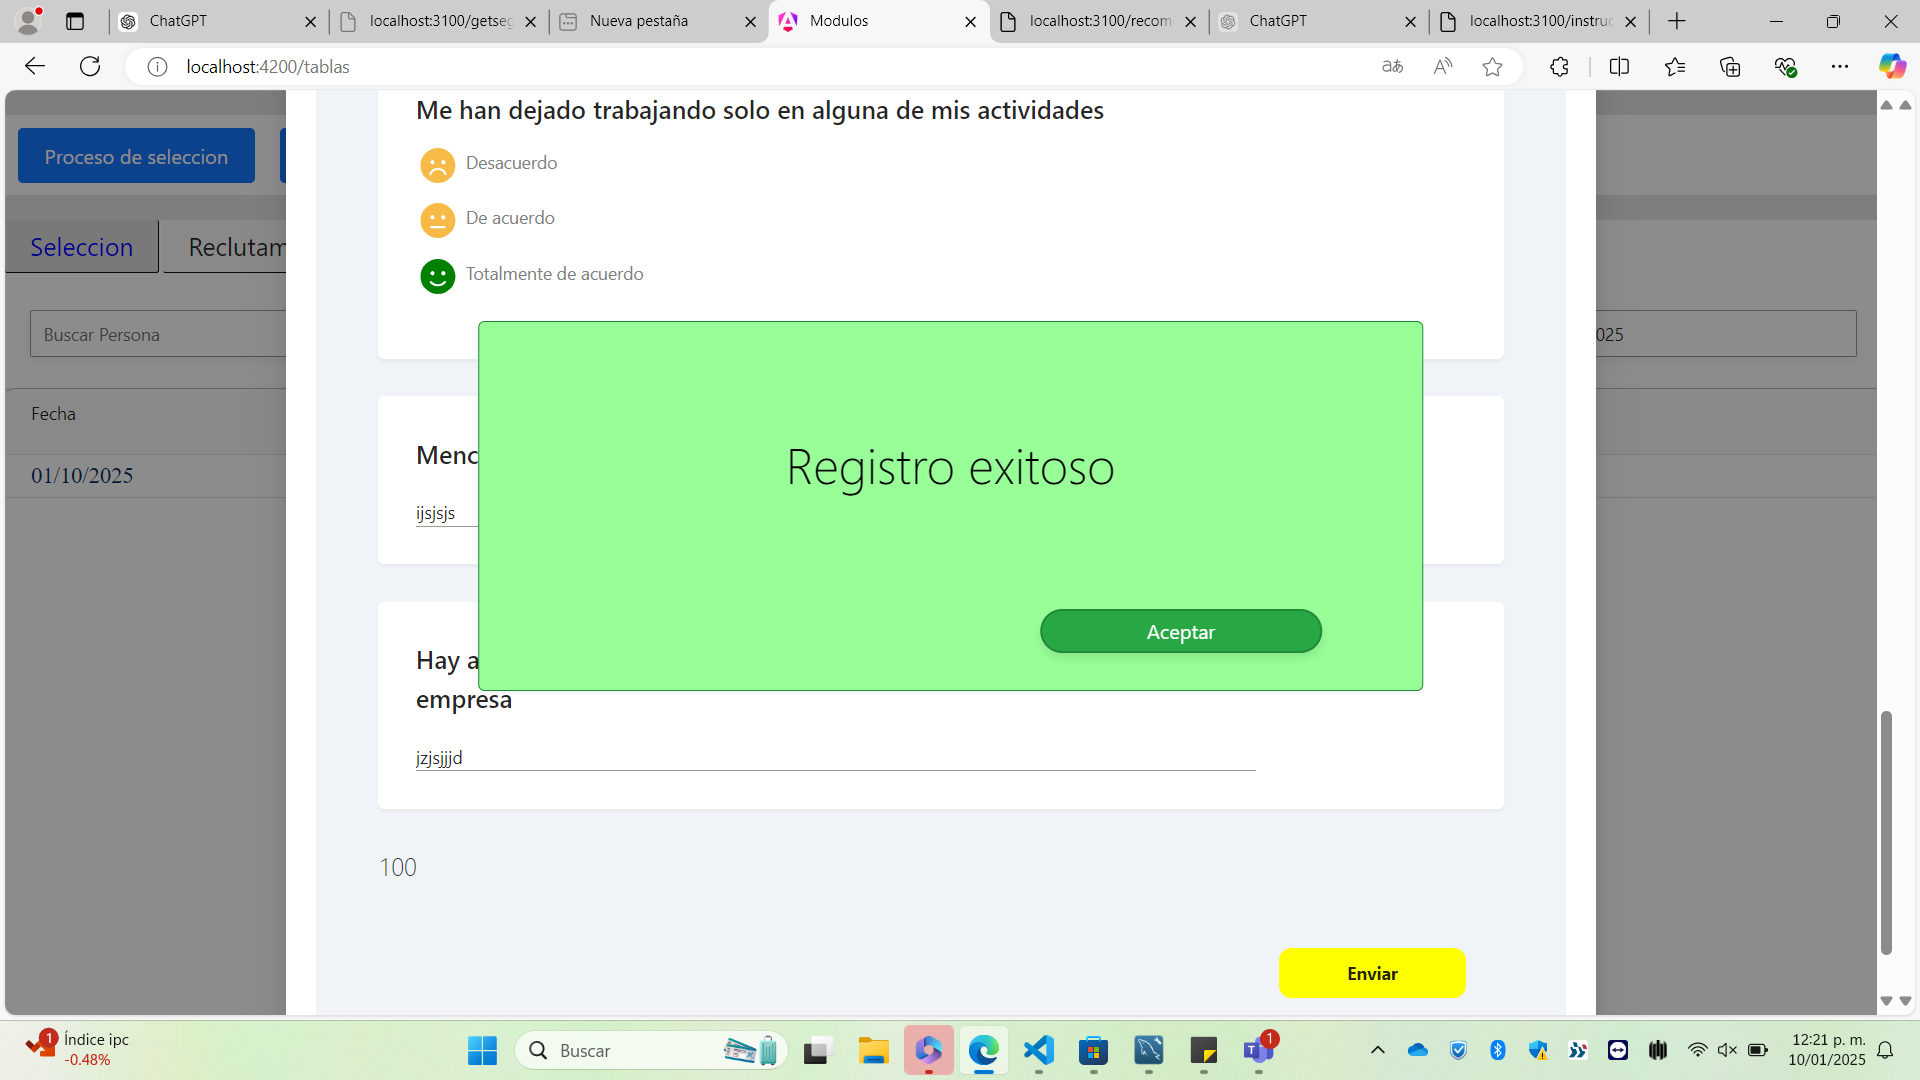 ChatGPT
localhost:3100/getseg
Nueva pestaña
Modulos
localhost:3100/recom
ChatGPT
localhost:3100/instruc
localhost:4200/tablas
Me han dejado trabajando solo en alguna de mis actividades
Proceso de seleccion
Desacuerdo
De acuerdo
Seleccion
Reclutam
Totalmente de acuerdo
Buscar Persona
025
Fecha
Menc
Registro exitoso
01/10/2025
ijsjsjs
Aceptar
Hay a
empresa
jzjsjjjd
100
Enviar
1
Índice ipc
-0.48%
Buscar
1
12:21 p. m.
10/01/2025